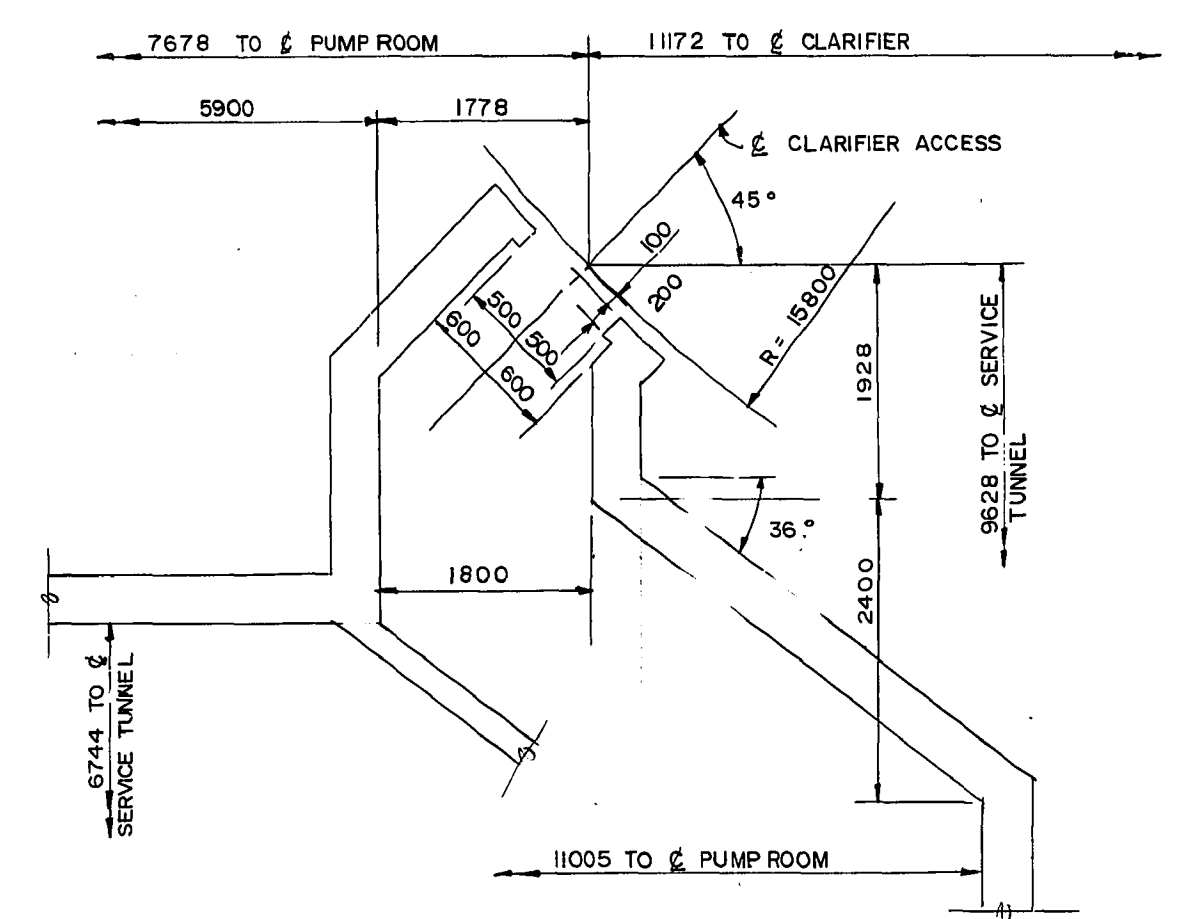 7678 TO ℄ PUMP ROOM
11172 TO ℄ CLARIFIER
5900
1778
℄ CLARIFIER ACCESS
45°
100
200
R = 15800
500
500
600
600
1928
9628 TO ℄ SERVICE
TUNNEL
36°
1800
2400
6744 TO ℄
SERVICE TUNNEL
11005 TO ℄ PUMP ROOM